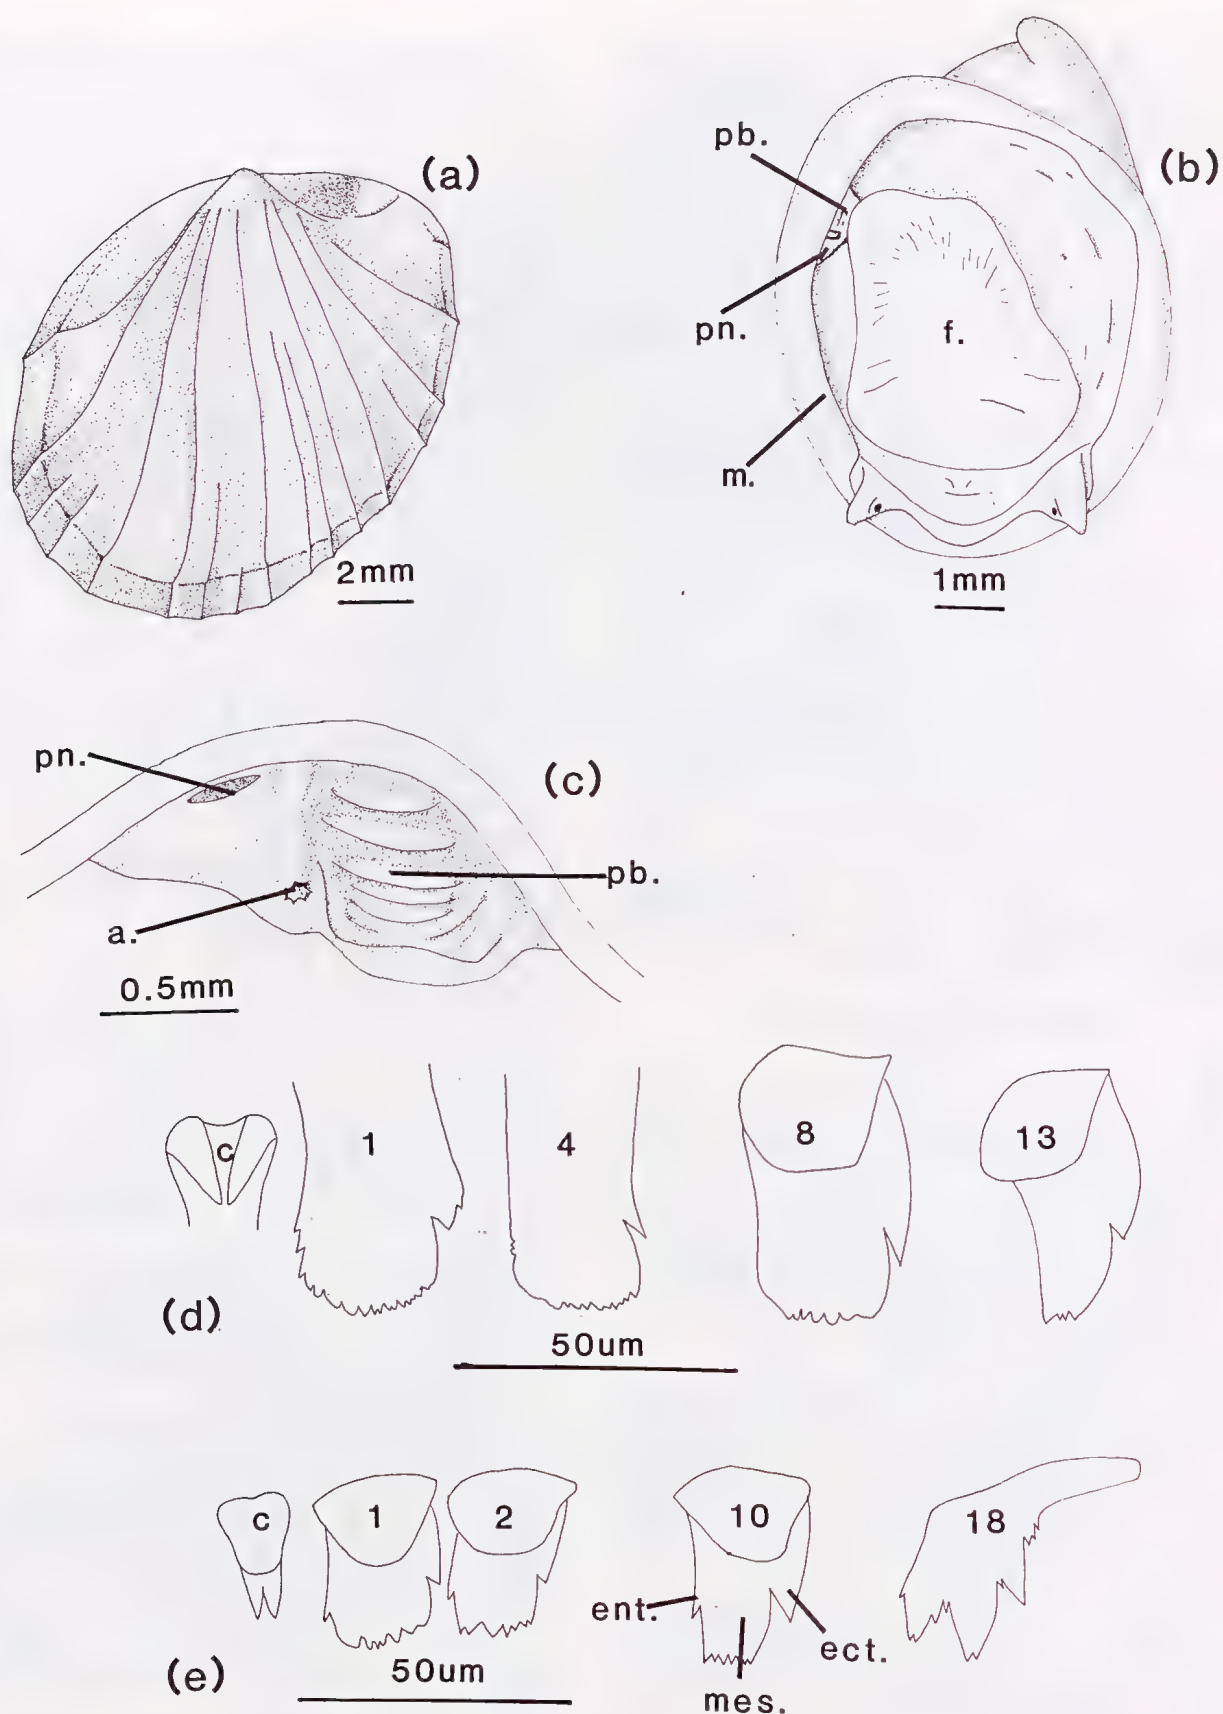 (a)
2mm
pb.
(b)
pn.
f.
m.
1mm
pn.
(c)
pb.
a.
0.5mm
c
1
4
8
13
(d)
50um
c
1
2
10
18
ent.
ect.
mes.
(e)
50um